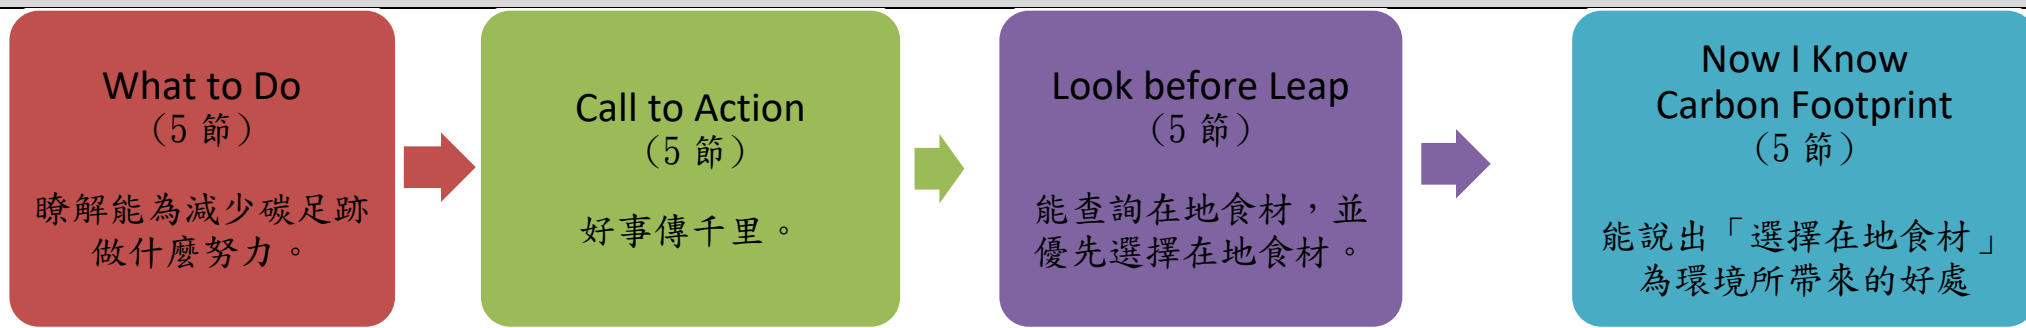 What to Do
（5 節）
瞭解能為減少碳足跡
做什麼努力。
Call to Action
（5 節）
好事傳千里。
Look before Leap
（5 節）
能查詢在地食材，並
優先選擇在地食材。
Now I Know
Carbon Footprint
（5 節）
能說出「選擇在地食材」
為環境所帶來的好處